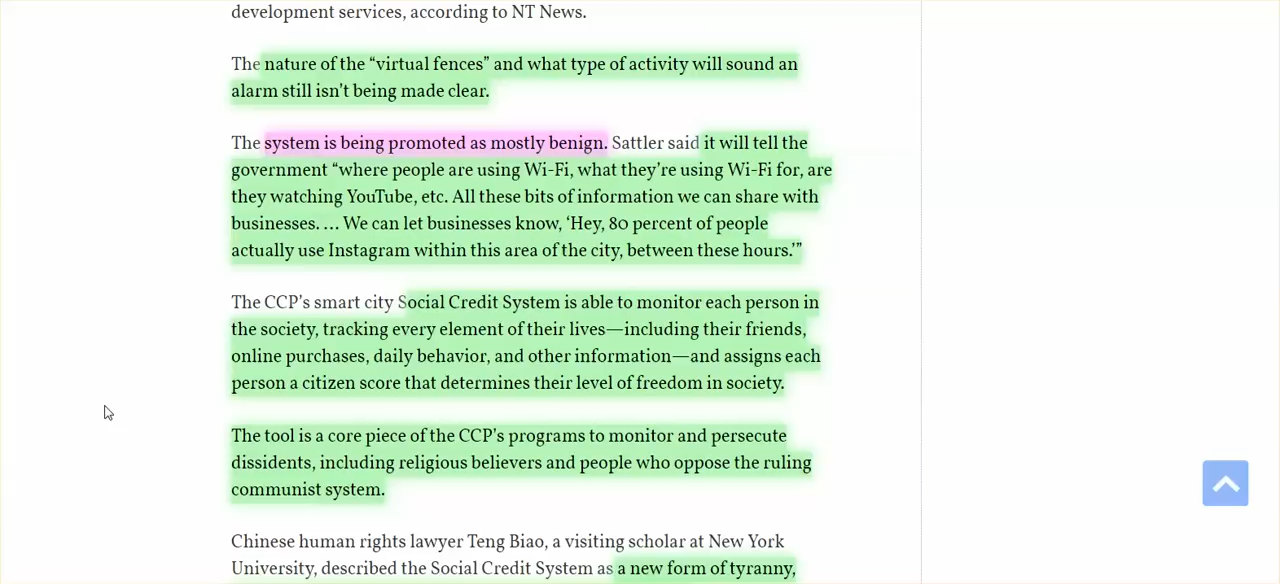 development services, according to NT News.
The nature of the “virtual fences” and what type of activity will sound an
alarm still isn’t being made clear.
The system is being promoted as mostly benign. Sattler said it will tell the
government “where people are using Wi-Fi, what they’re using Wi-Fi for, are
they watching YouTube, etc. All these bits of information we can share with
businesses. … We can let businesses know, ‘Hey, 80 percent of people
actually use Instagram within this area of the city, between these hours.’”
The CCP’s smart city Social Credit System is able to monitor each person in
the society, tracking every element of their lives—including their friends,
online purchases, daily behavior, and other information—and assigns each
person a citizen score that determines their level of freedom in society.
The tool is a core piece of the CCP’s programs to monitor and persecute
dissidents, including religious believers and people who oppose the ruling
communist system.
Chinese human rights lawyer Teng Biao, a visiting scholar at New York
University, described the Social Credit System as a new form of tyranny,